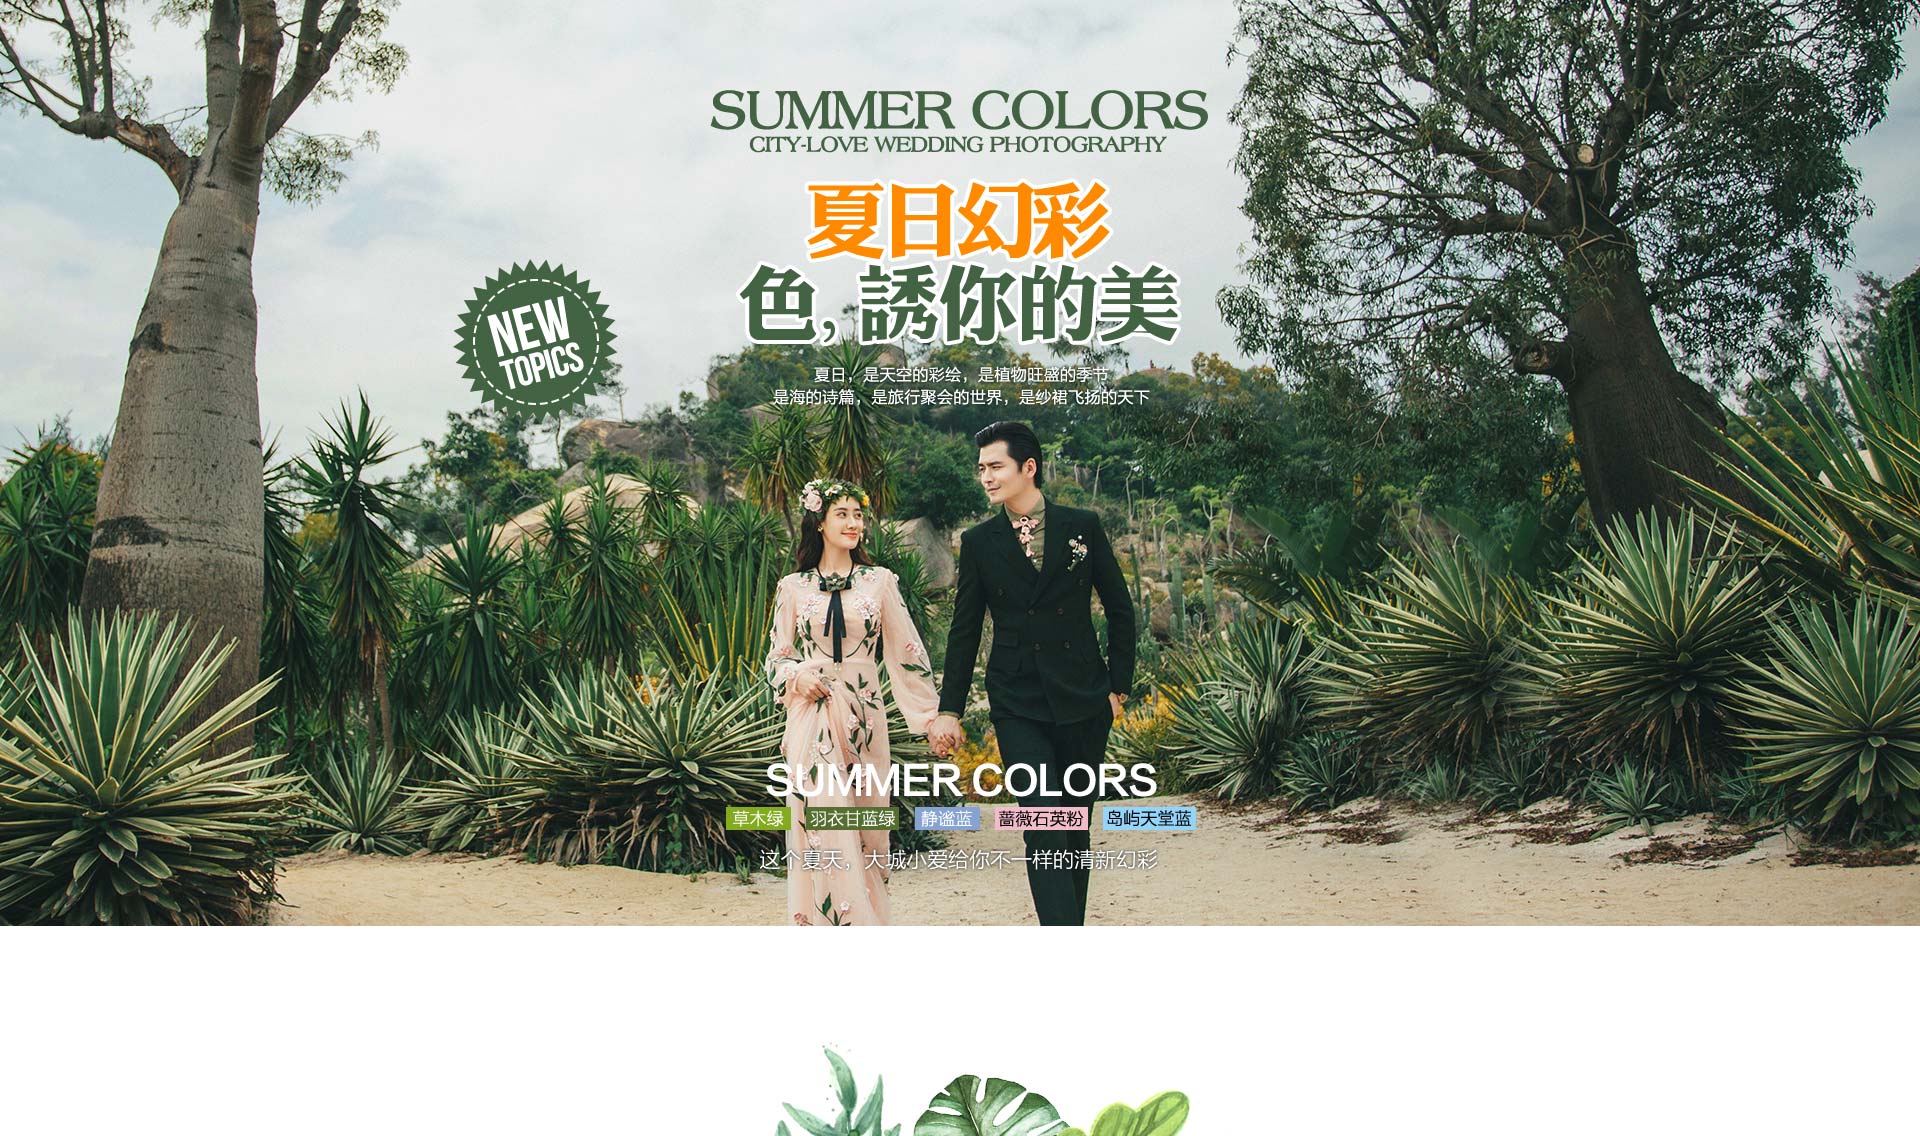 SUMMER COLORS
CITY-LOVE WEDDING PHOTOGRAPHY
夏日幻彩
色,誘你的美
NEW
TOPICS
夏日，是天空的彩绘，是植物旺盛的季节
是海的诗篇，是旅行聚会的世界，是纱裙飞扬的天下
SUMMER COLORS
草木绿 羽衣甘蓝绿 静谧蓝 蔷薇石英粉 岛屿天堂蓝
这个夏天，大城小爱给你不一样的清新幻彩